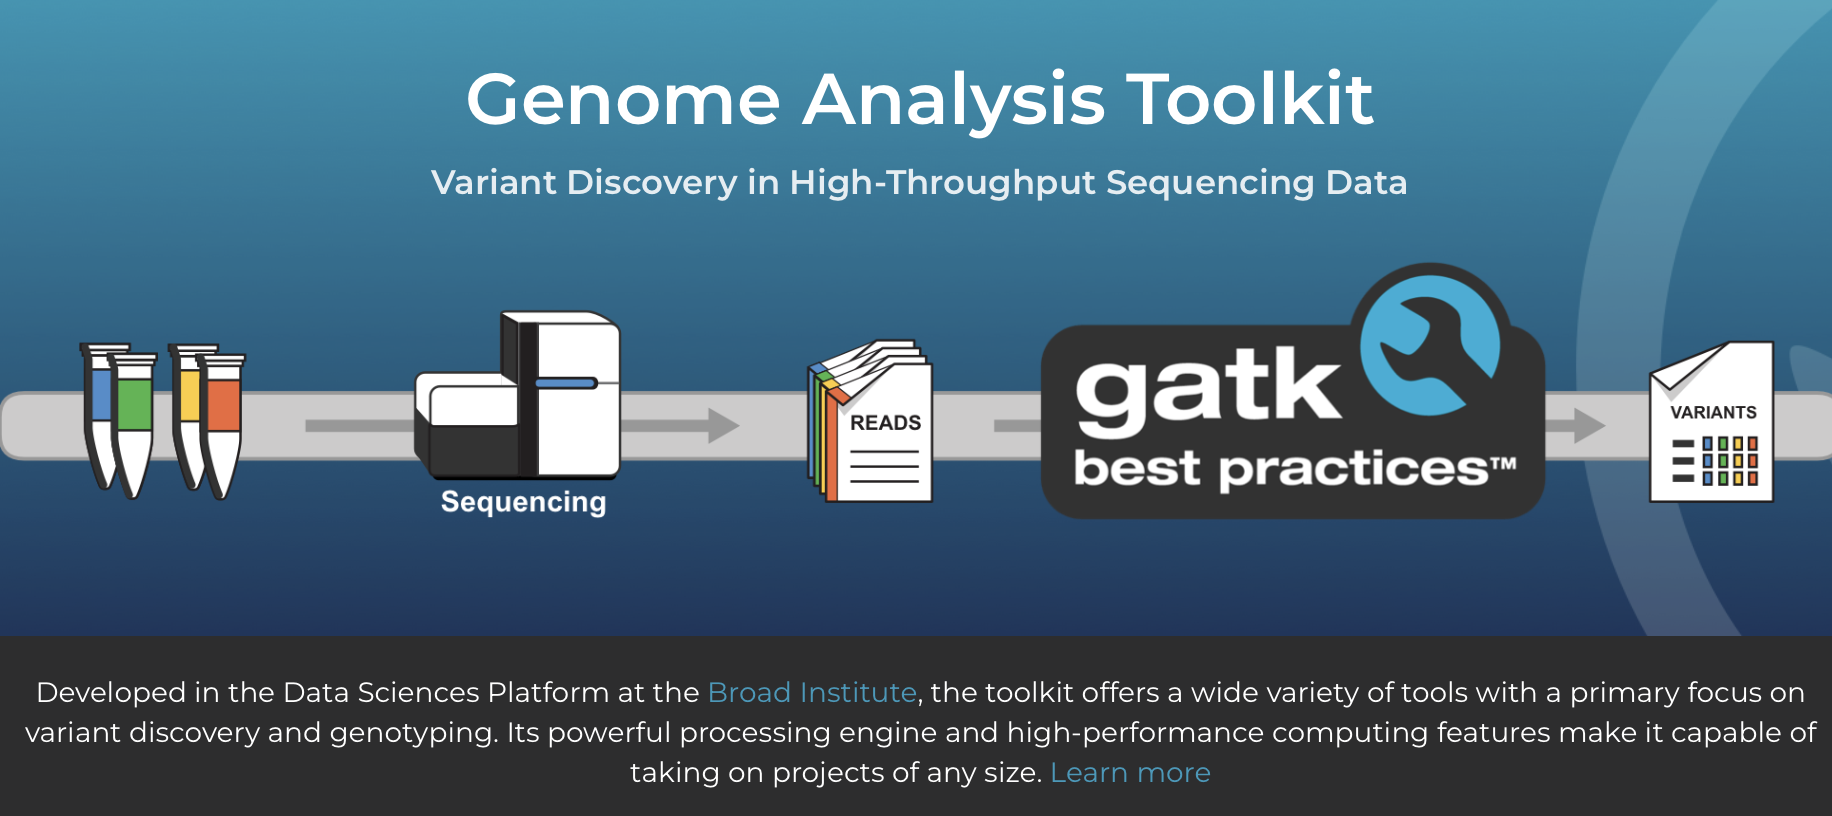 Genome Analysis Toolkit
Variant Discovery in High-Throughput Sequencing Data
Sequencing
READS
gatk
best practices™
VARIANTS
Developed in the Data Sciences Platform at the Broad Institute, the toolkit offers a wide variety of tools with a primary focus on
variant discovery and genotyping. Its powerful processing engine and high-performance computing features make it capable of
taking on projects of any size. Learn more